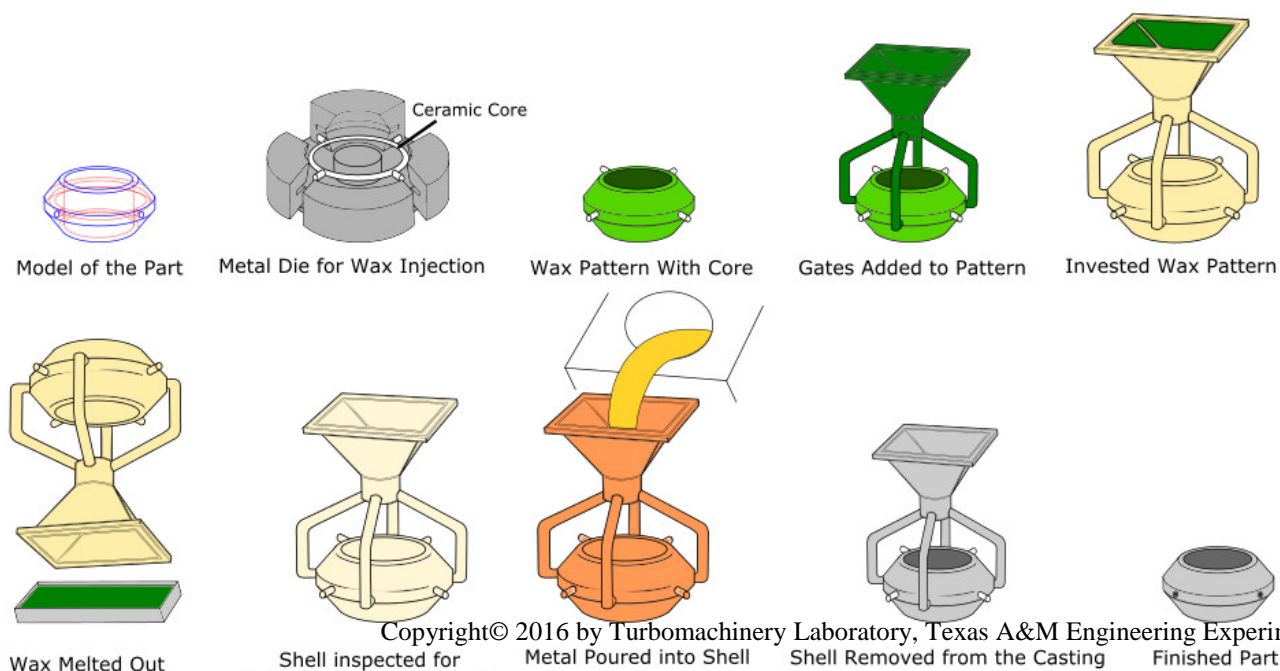 Ceramic Core
Model of the Part
Metal Die for Wax Injection
Wax Pattern With Core
Gates Added to Pattern
Invested Wax Pattern
Copyright© 2016 by Turbomachinery Laboratory, Texas A&M Engineering
Wax Melted Out
Shell inspected for
Metal Poured into Shell
Shell Removed from the Casting
Finished Part